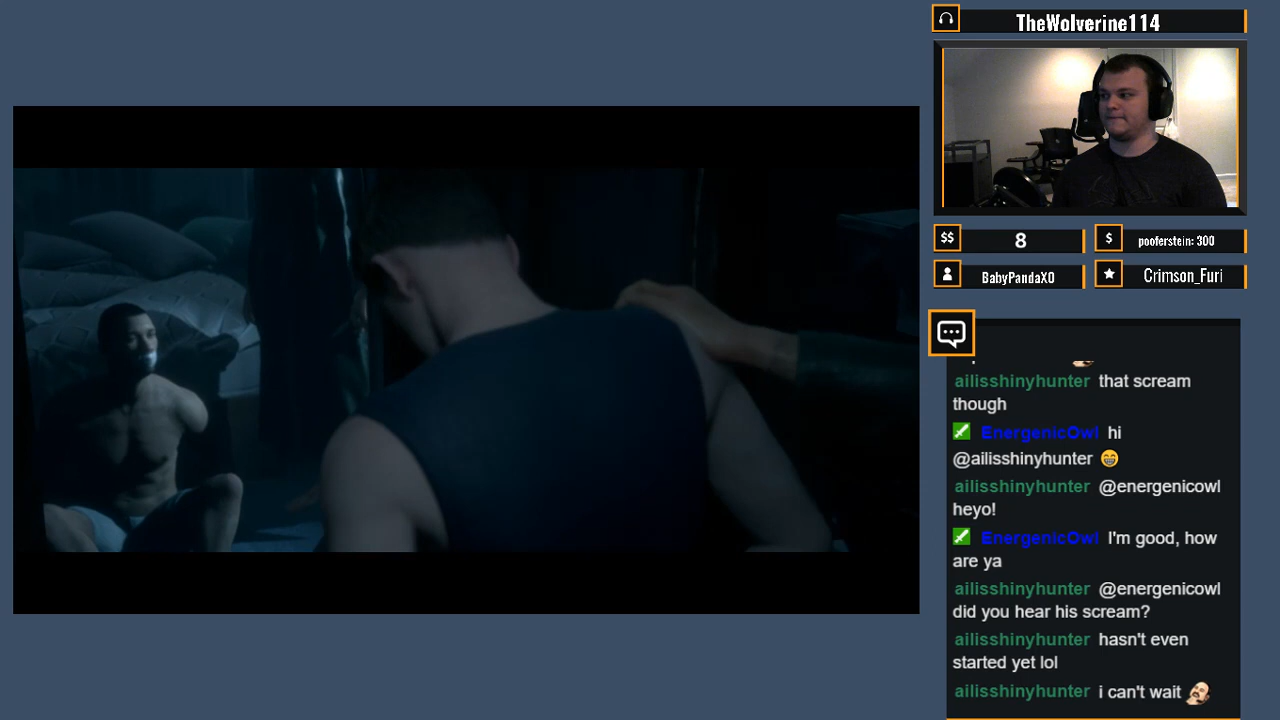 TheWolverine114
$$ 8
$ pooferstein: 300
BabyPandaXO
Crimson_Furi
ailisshinyhunter that scream
though
EnergenicOwl hi
@ailisshinyhunter 😁
ailisshinyhunter @energenicowl
heyo!
EnergenicOwl I'm good, how
are ya
ailisshinyhunter @energenicowl
did you hear his scream?
ailisshinyhunter hasn't even
started yet lol
ailisshinyhunter i can't wait